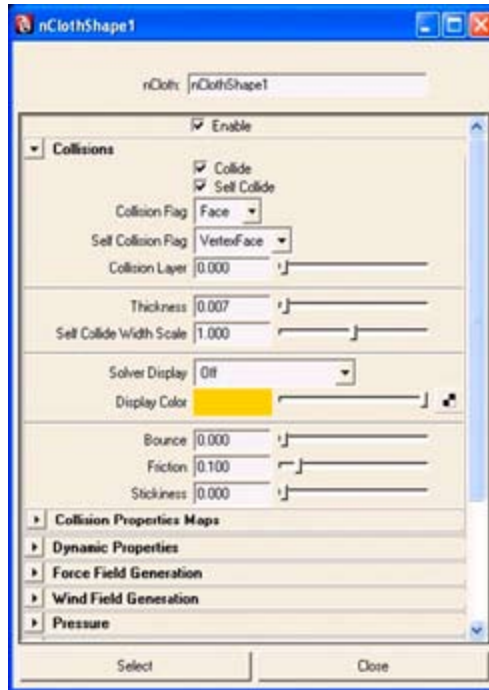 nClothShape1
nCloth: nClothShape1
Enable
Collisions
Collide
Self Collide
Collision Flag Face
Self Collision Flag VertexFace
Collision Layer 0.000
Thickness 0.007
Self Collide Width Scale 1.000
Solver Display Off
Display Color
Bounce 0.000
Friction 0.100
Stickiness 0.000
Collision Properties Maps
Dynamic Properties
Force Field Generation
Wind Field Generation
Pressure
Select Close